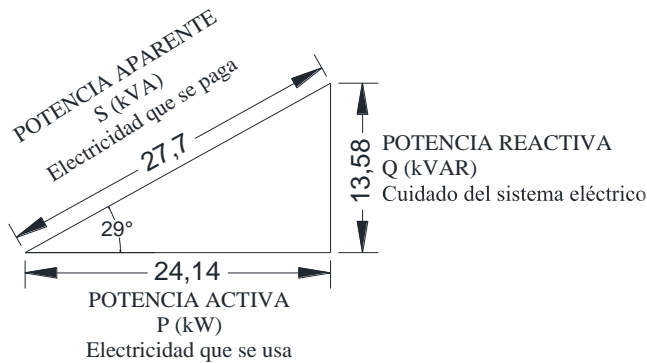 POTENCIA APARENTE
S (kVA)
Electricidad que se paga
27,7
29°
13,58
POTENCIA REACTIVA
Q (kVAR)
Cuidado del sistema eléctrico
24,14
POTENCIA ACTIVA
P (kW)
Electricidad que se usa